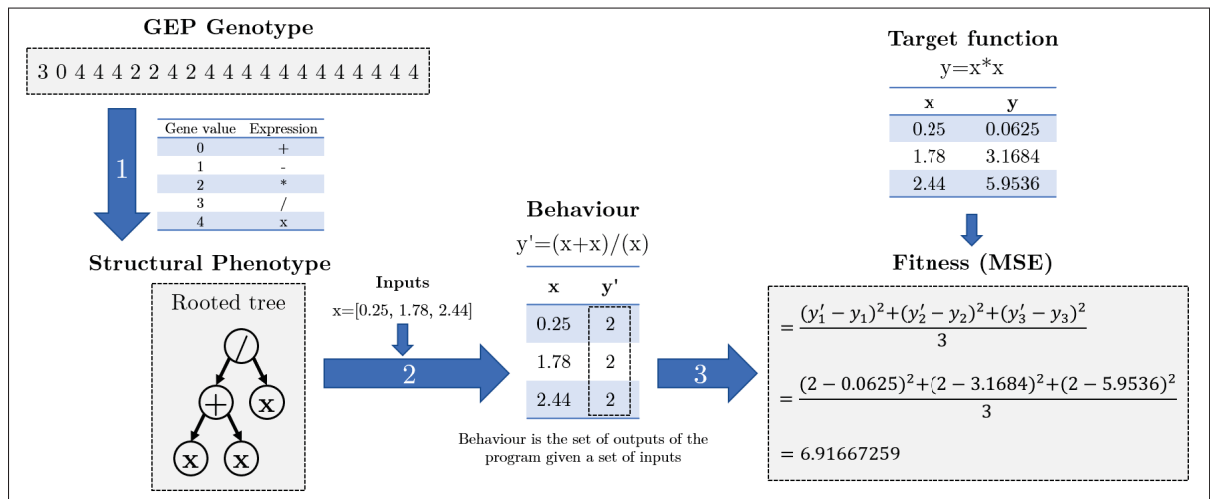 GEP Genotype
3 0 4 4 4 2 2 4 2 4 4 4 4 4 4 4 4 4 4 4 4
1
Gene value Expression
0 +
1 -
2 *
3 /
4 x
Structural Phenotype
Rooted tree
/
+ x
x x
Inputs
x=[0.25, 1.78, 2.44]
2
Behaviour
y'=(x+x)/(x)
x y'
0.25 2
1.78 2
2.44 2
Behaviour is the set of outputs of the
program given a set of inputs
3
Target function
y=x*x
x y
0.25 0.0625
1.78 3.1684
2.44 5.9536
Fitness (MSE)
= (y′₁ − y₁)²+(y′₂ − y₂)²+(y′₃ − y₃)² / 3
= (2 − 0.0625)²+(2 − 3.1684)²+(2 − 5.9536)² / 3
= 6.91667259